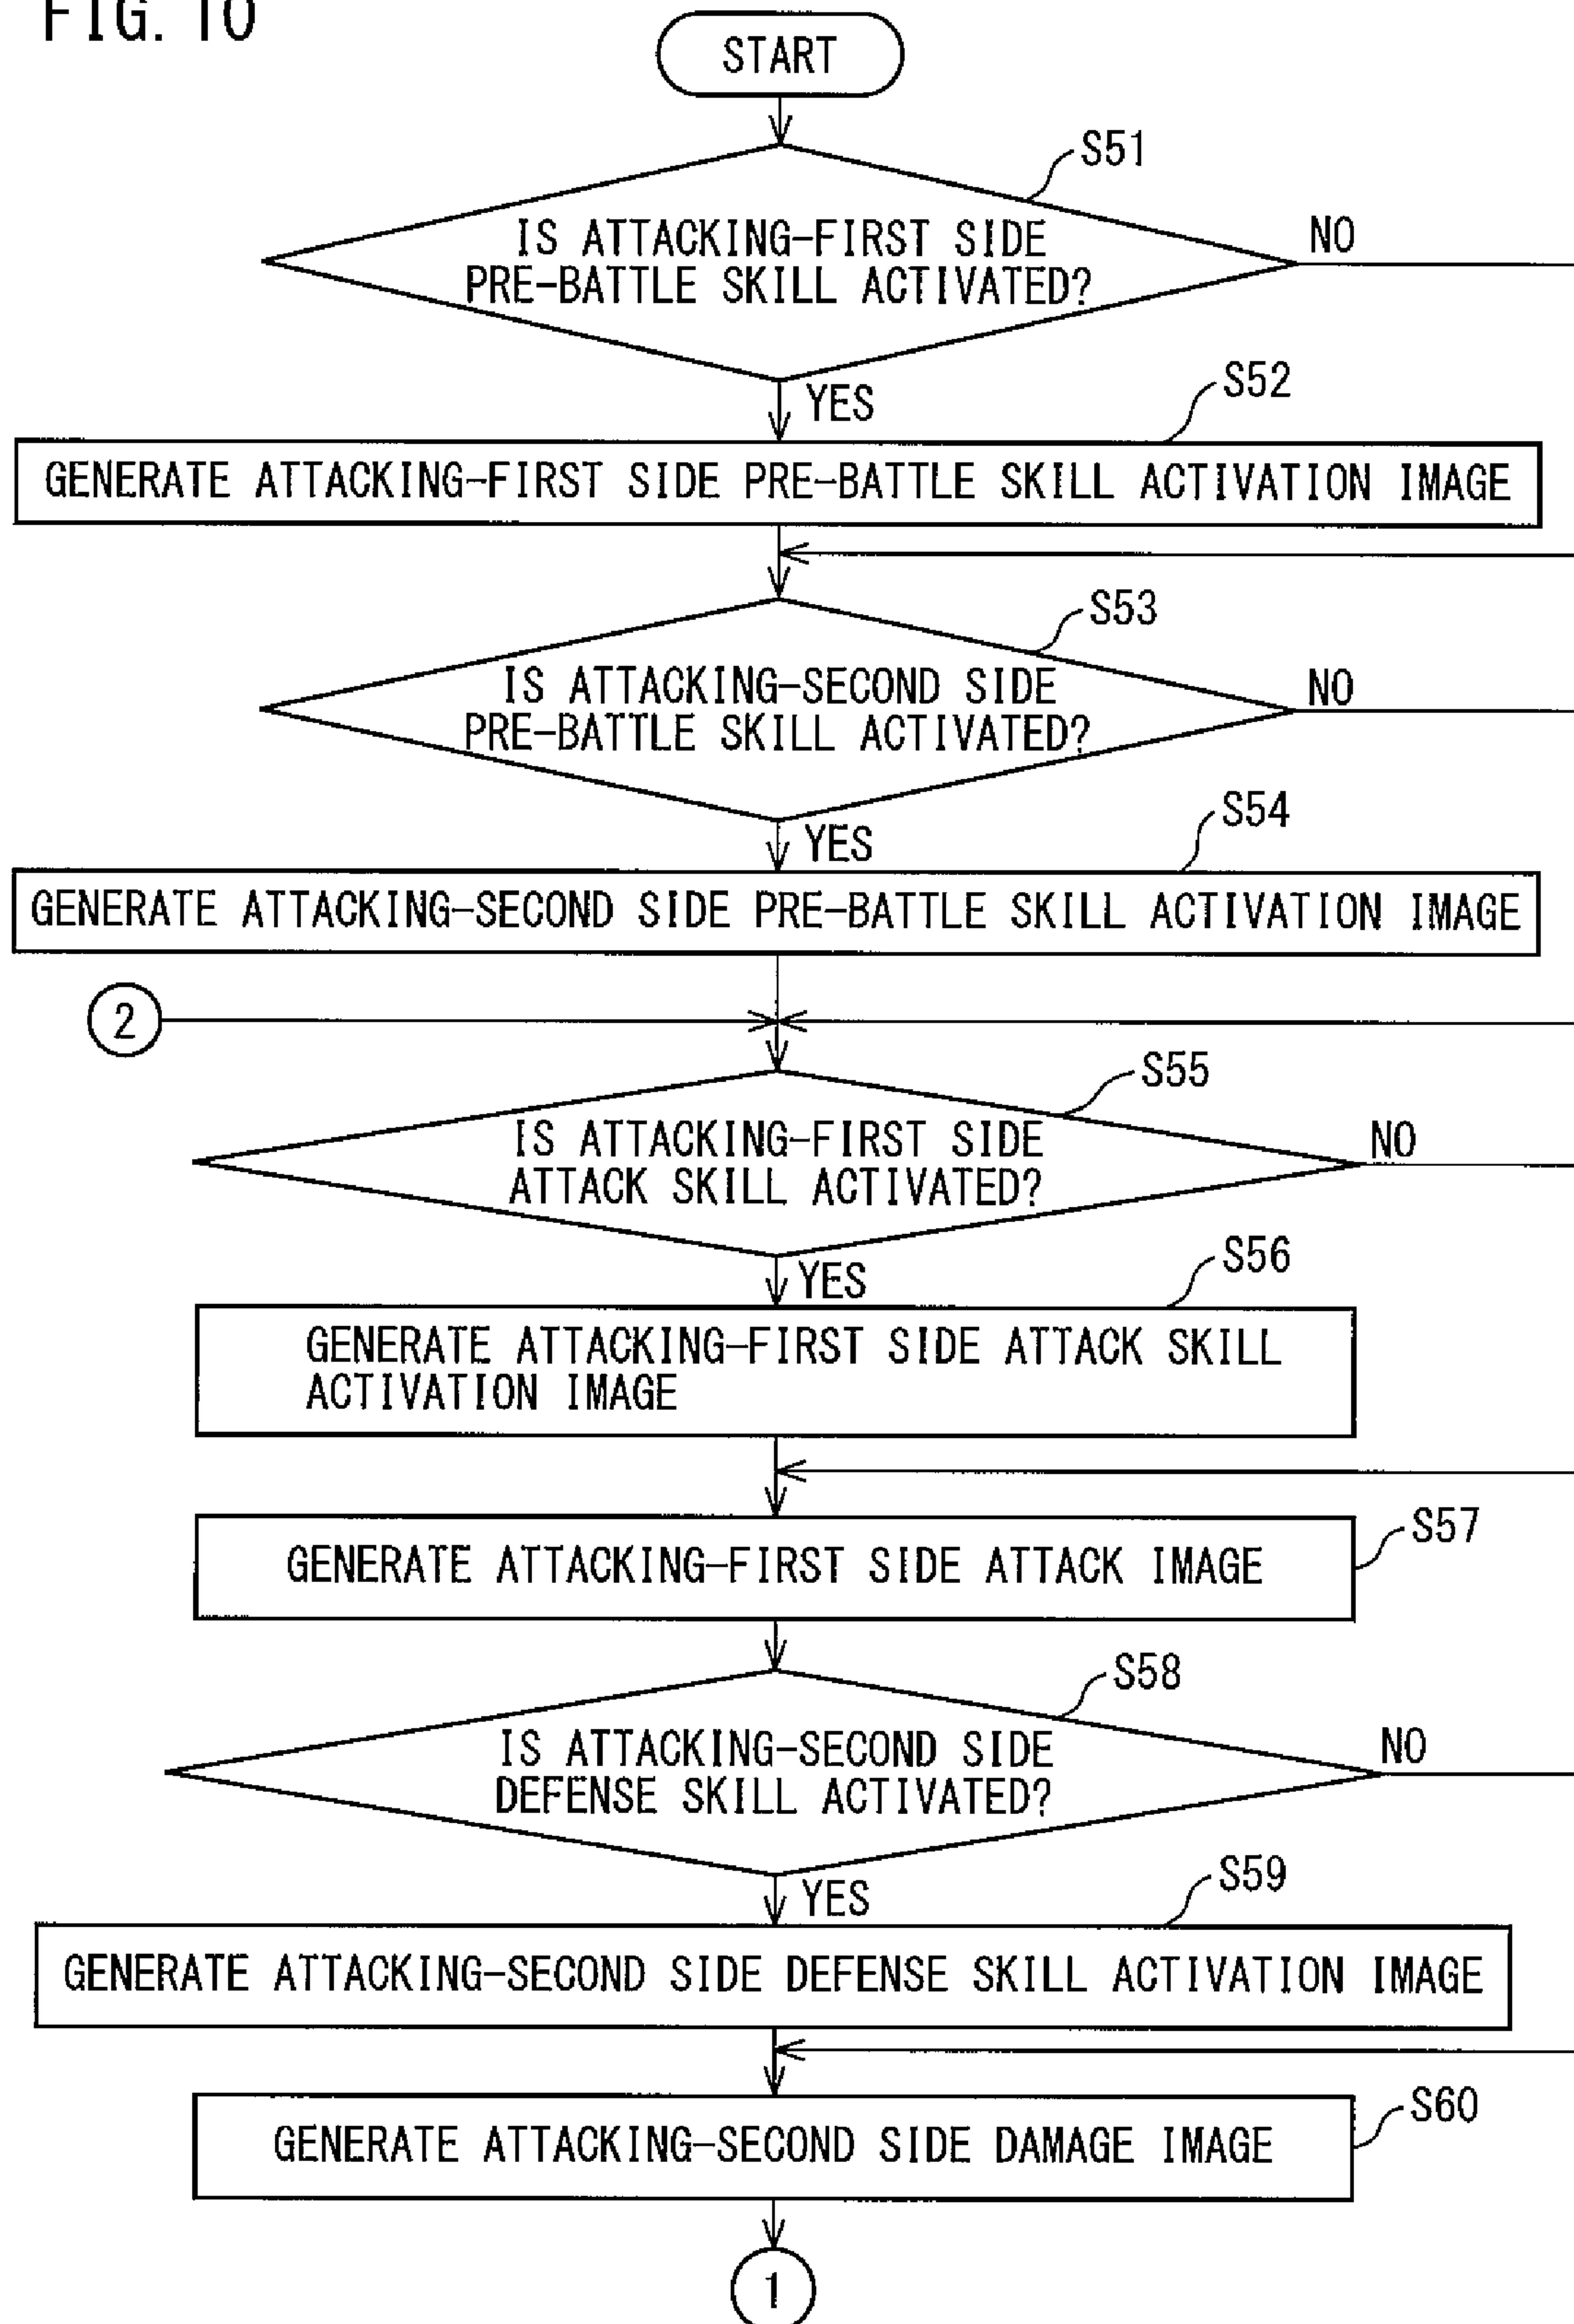 FIG. 10
START
S51
IS ATTACKING-FIRST SIDE
PRE-BATTLE SKILL ACTIVATED?
NO
YES
S52
GENERATE ATTACKING-FIRST SIDE PRE-BATTLE SKILL ACTIVATION IMAGE
S53
IS ATTACKING-SECOND SIDE
PRE-BATTLE SKILL ACTIVATED?
NO
YES
S54
GENERATE ATTACKING-SECOND SIDE PRE-BATTLE SKILL ACTIVATION IMAGE
2
S55
IS ATTACKING-FIRST SIDE
ATTACK SKILL ACTIVATED?
NO
YES
S56
GENERATE ATTACKING-FIRST SIDE ATTACK SKILL
ACTIVATION IMAGE
S57
GENERATE ATTACKING-FIRST SIDE ATTACK IMAGE
S58
IS ATTACKING-SECOND SIDE
DEFENSE SKILL ACTIVATED?
NO
YES
S59
GENERATE ATTACKING-SECOND SIDE DEFENSE SKILL ACTIVATION IMAGE
S60
GENERATE ATTACKING-SECOND SIDE DAMAGE IMAGE
1